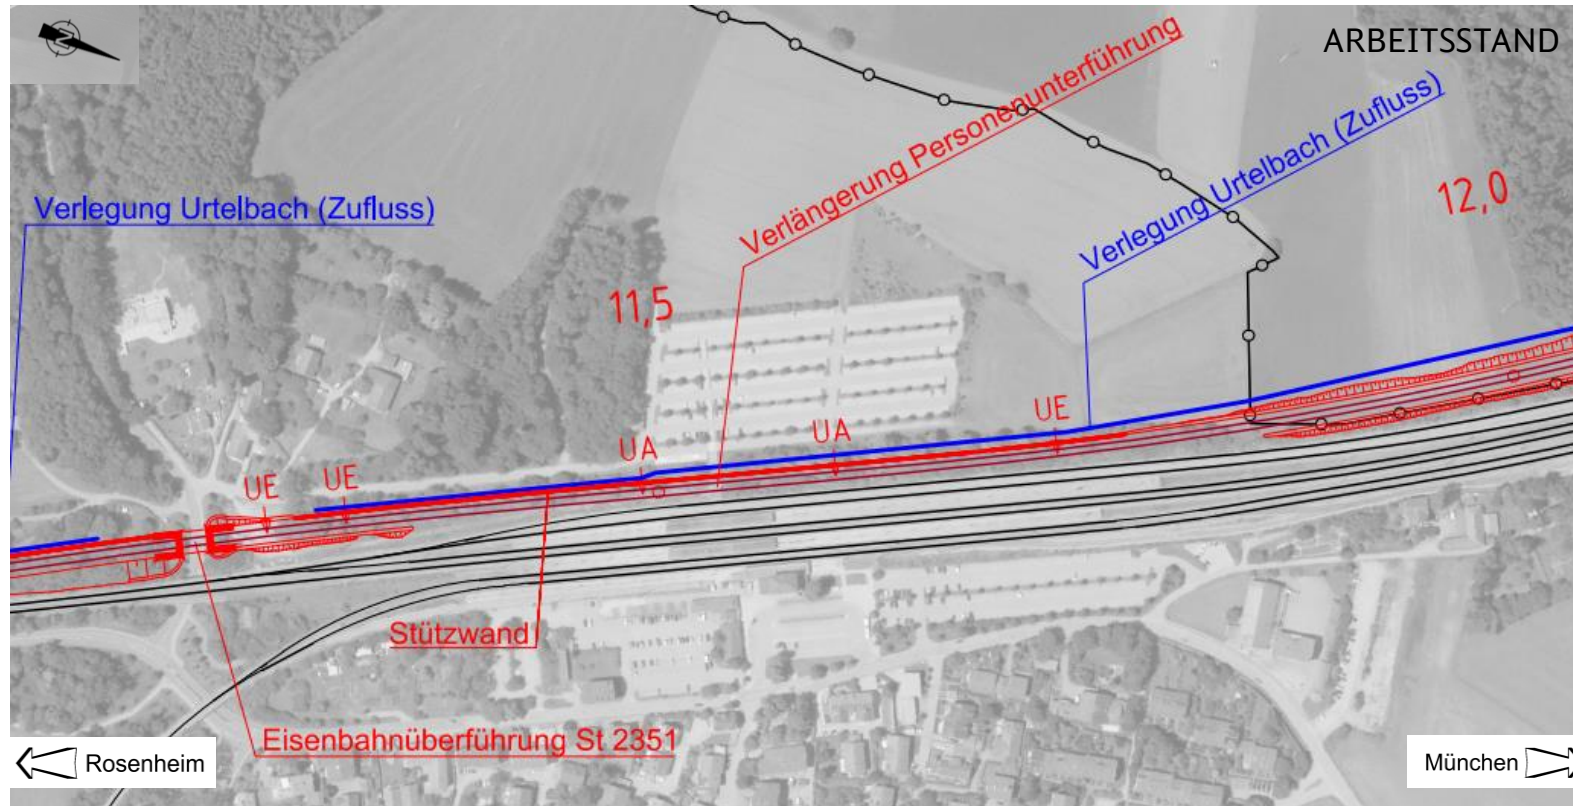 N
ARBEITSSTAND
Verlängerung Personenunterführung
Verlegung Urtelbach (Zufluss)
Verlegung Urtelbach (Zufluss)
12,0
11,5
UE
UE
UA
UA
UE
Stützwand
Eisenbahnüberführung St 2351
Rosenheim
München